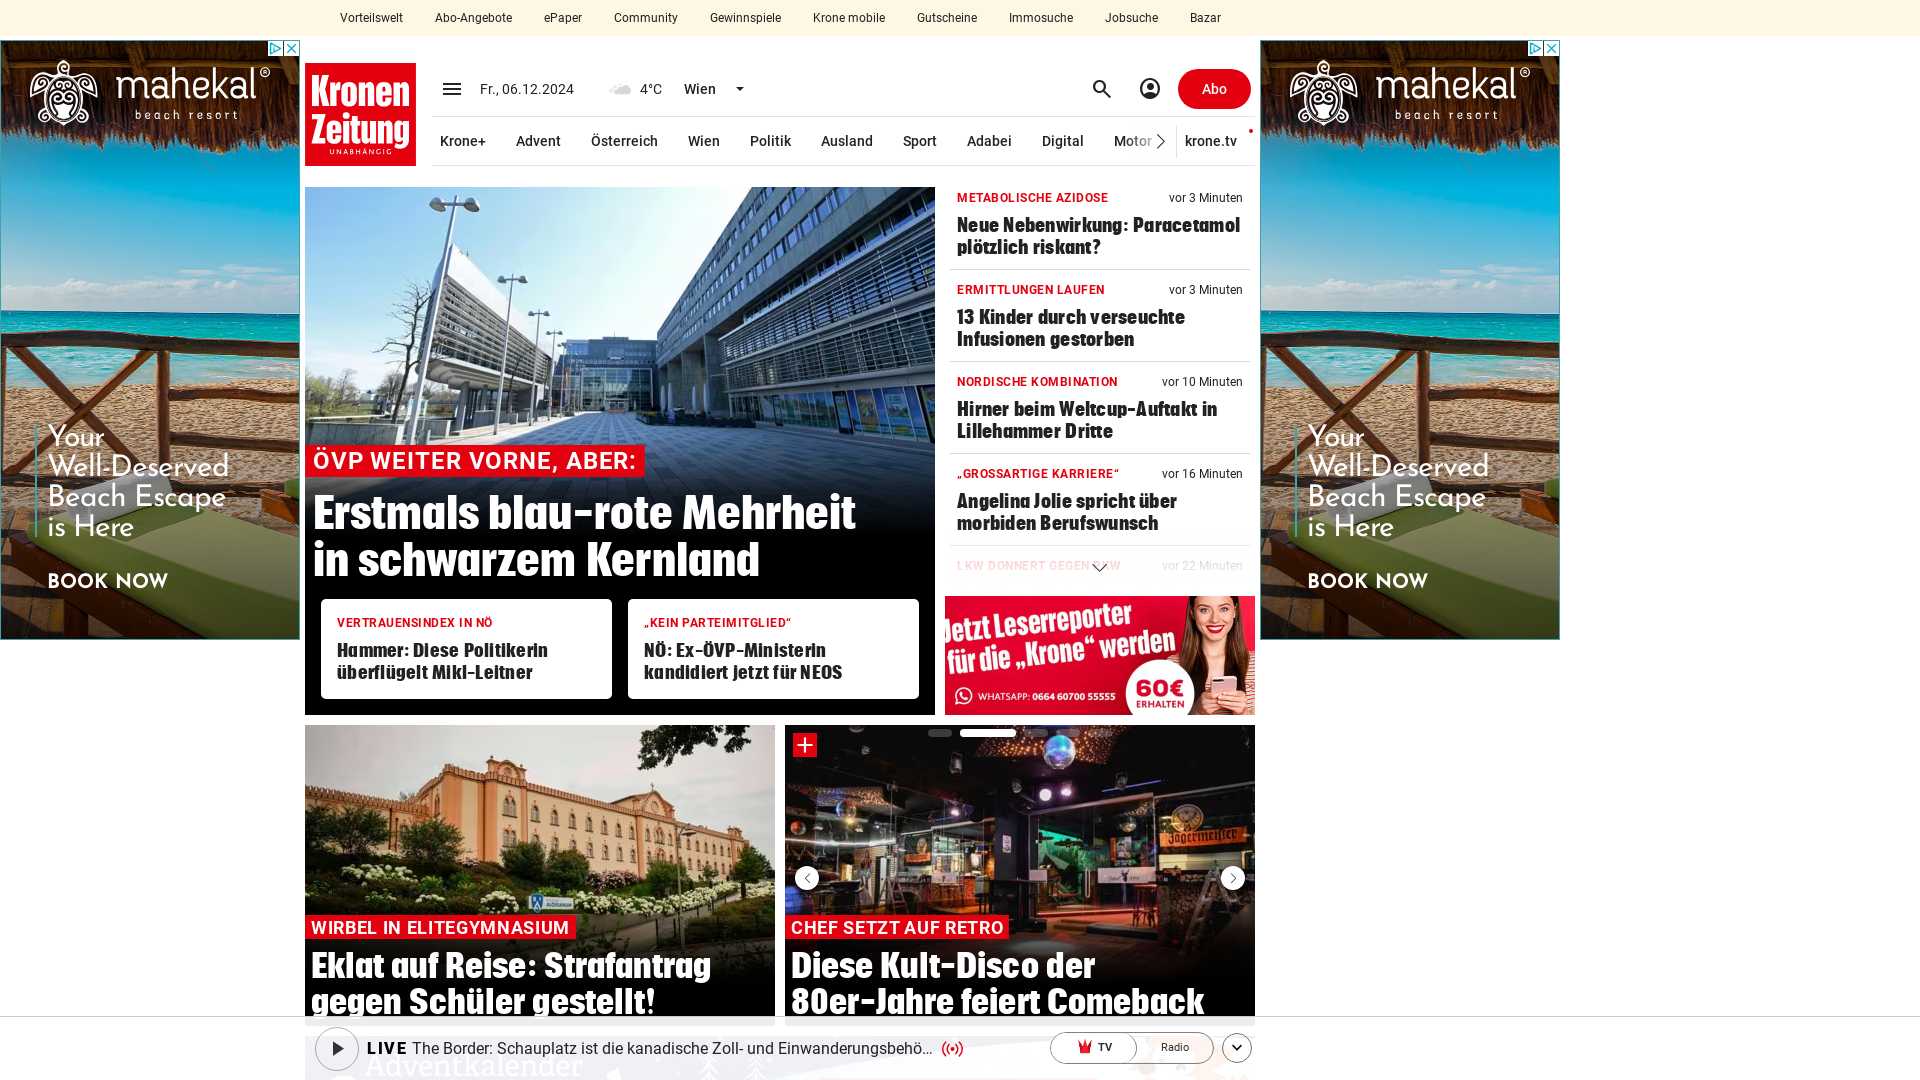 Vorteilswelt Abo-Angebote ePaper Community Gewinnspiele Krone mobile Gutscheine Immosuche Jobsuche Bazar
mahekal®
beach resort
Your
Well-Deserved
Beach Escape
is Here
BOOK NOW
Kronen
Zeitung
UNABHÄNGIG
Fr., 06.12.2024 4°C Wien
Abo
Krone+ Advent Österreich Wien Politik Ausland Sport Adabei Digital Motor krone.tv
ÖVP WEITER VORNE, ABER:
Erstmals blau-rote Mehrheit
in schwarzem Kernland
VERTRAUENSINDEX IN NÖ
Hammer: Diese Politikerin
überflügelt Mikl-Leitner
„KEIN PARTEIMITGLIED“
NÖ: Ex-ÖVP-Ministerin
kandidiert jetzt für NEOS
METABOLISCHE AZIDOSE vor 3 Minuten
Neue Nebenwirkung: Paracetamol
plötzlich riskant?
ERMITTLUNGEN LAUFEN vor 3 Minuten
13 Kinder durch verseuchte
Infusionen gestorben
NORDISCHE KOMBINATION vor 10 Minuten
Hirner beim Weltcup-Auftakt in
Lillehammer Dritte
„GROSSARTIGE KARRIERE“ vor 16 Minuten
Angelina Jolie spricht über
morbiden Berufswunsch
LKW DONNERT GEGEN vor 22 Minuten
Jetzt Leserreporter
für die „Krone“ werden
WHATSAPP: 0664 60700 55555
60€
ERHALTEN
mahekal®
beach resort
Your
Well-Deserved
Beach Escape
is Here
BOOK NOW
WIRBEL IN ELITEGYMNASIUM
Eklat auf Reise: Strafantrag
gegen Schüler gestellt!
Jägermeister
CHEF SETZT AUF RETRO
Diese Kult-Disco der
80er-Jahre feiert Comeback
LIVE The Border: Schauplatz ist die kanadische Zoll- und Einwanderungsbehö...
TV Radio
Adventkalender